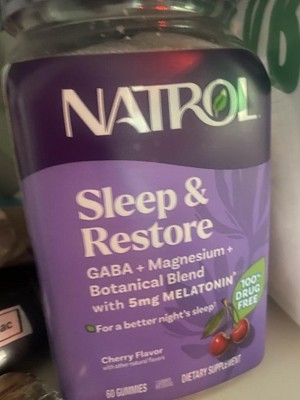 NATROL
Sleep &
Restore
GABA + Magnesium +
Botanical Blend
with 5mg MELATONIN*
For a better night's sleep†
100%
DRUG
FREE
Cherry Flavor
with other natural flavors
60 GUMMIES
DIETARY SUPPLEMENT
ac